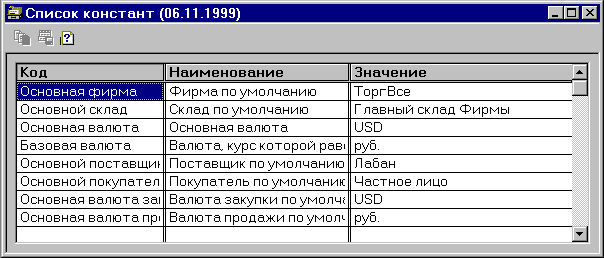 Список констант (06.11.1999)
Код Наименование Значение
Основная фирма Фирма по умолчанию ТоргВсе
Основной склад Склад по умолчанию Главный склад Фирмы
Основная валюта Основная валюта USD
Базовая валюта Валюта, курс которой рав руб.
Основной поставщик Поставщик по умолчанию Лабан
Основной покупател Покупатель по умолчанию Частное лицо
Основная валюта за Валюта закупки по умолча USD
Основная валюта пр Валюта продажи по умолч руб.